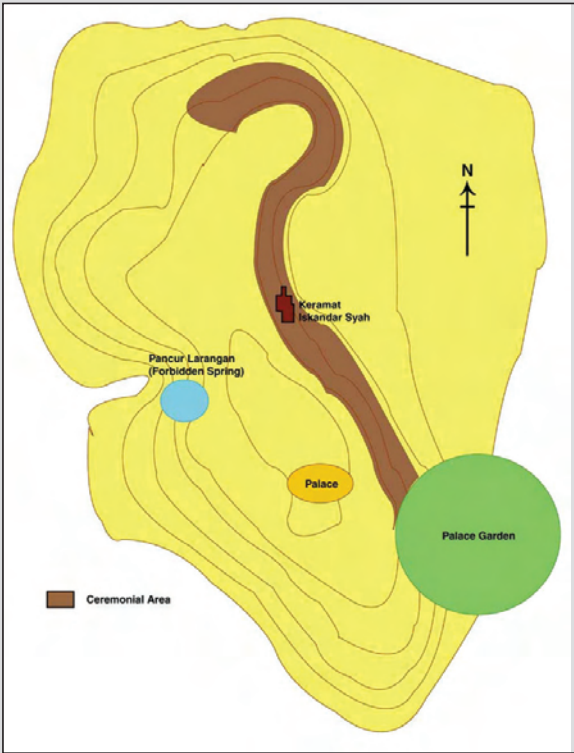 N
Keramat
Iskandar Syah
Pancur Larangan
(Forbidden Spring)
Palace
Palace Garden
Ceremonial Area